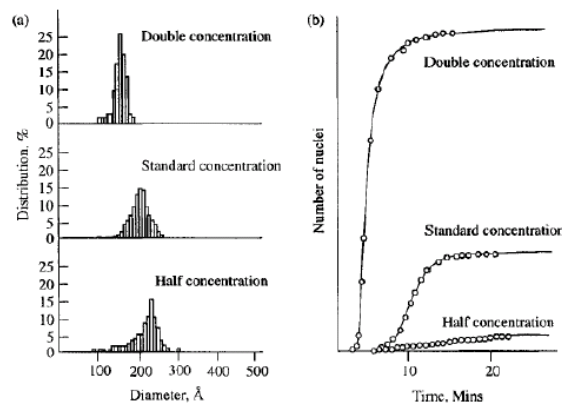 (a)
Double concentration
25
20
15
10
5
0
Standard concentration
25
20
15
10
5
0
Half concentration
25
20
15
10
5
0
Distribution, %
100 200 300 400 500
Diameter, Å
(b)
Double concentration
Standard concentration
Half concentration
Number of nuclei
10 20
Time, Mins